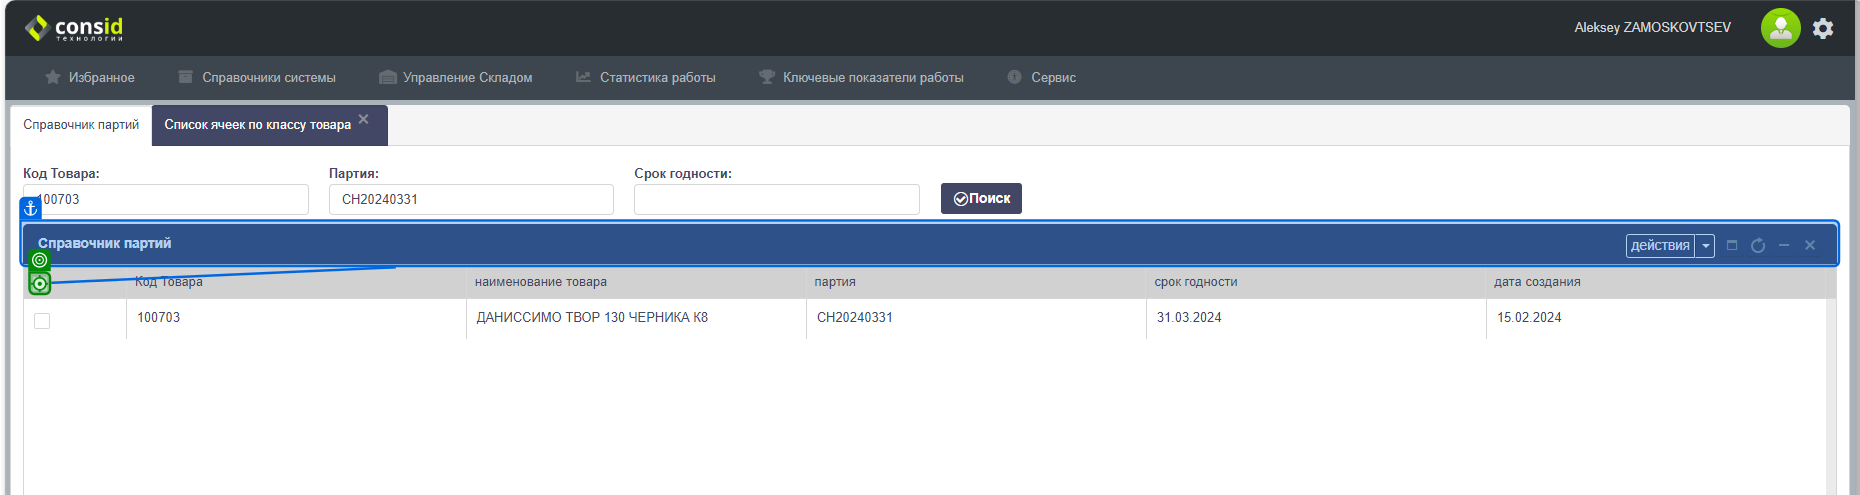 consid
технологии
Aleksey ZAMOSKOVTSEV
Избранное
Справочники системы
Управление Складом
Статистика работы
Ключевые показатели работы
Сервис
Справочник партий
Список ячеек по классу товара
Код Товара:
Партия:
Срок годности:
100703
CH20240331
Поиск
Справочник партий
действия
Код Товара
наименование товара
партия
срок годности
дата создания
100703
ДАНИССИМО ТВОР 130 ЧЕРНИКА К8
CH20240331
31.03.2024
15.02.2024